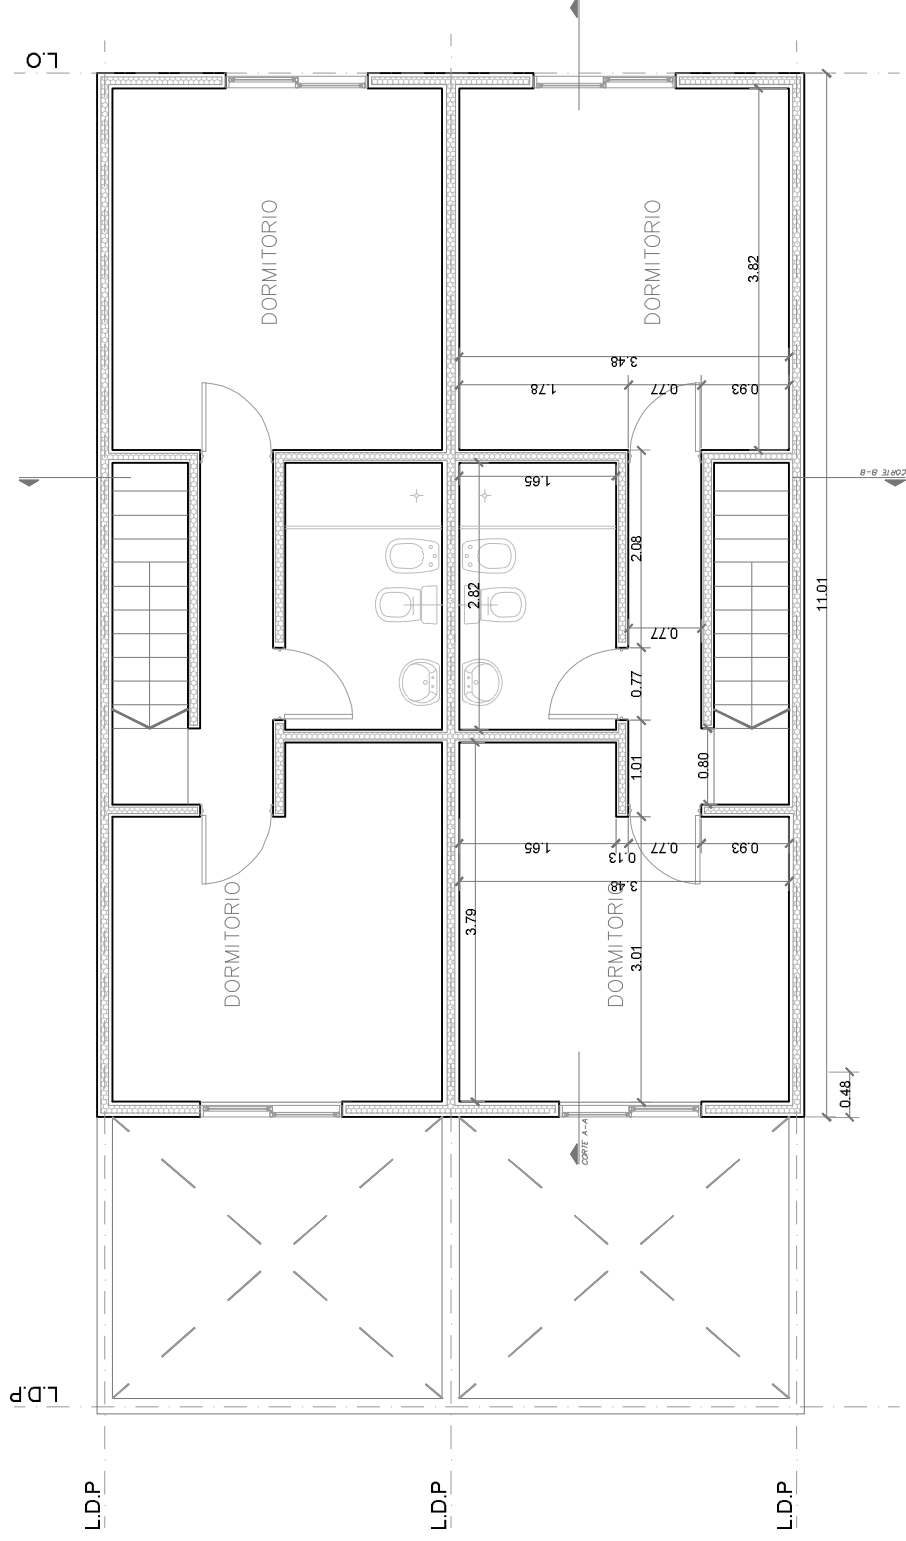 L.O
DORMITORIO
DORMITORIO
3.82
3.48
1.78
0.77
0.93
CORTE B-B
1.65
2.08
2.82
11.01
0.77
0.77
1.01
0.80
1.65
0.13
0.77
0.93
3.48
DORMITORIO
DORMITORIO
3.79
3.01
0.48
CORTE A-A
L.D.P
L.D.P
L.D.P
L.D.P